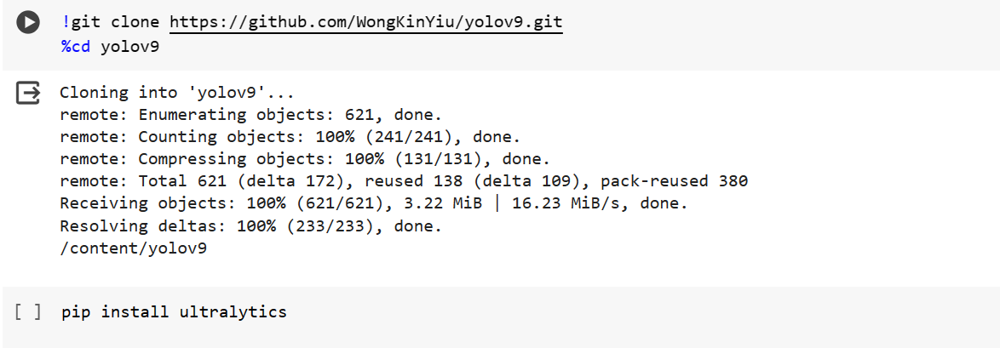 !git clone https://github.com/WongKinYiu/yolov9.git
%cd yolov9
Cloning into 'yolov9'...
remote: Enumerating objects: 621, done.
remote: Counting objects: 100% (241/241), done.
remote: Compressing objects: 100% (131/131), done.
remote: Total 621 (delta 172), reused 138 (delta 109), pack-reused 380
Receiving objects: 100% (621/621), 3.22 MiB | 16.23 MiB/s, done.
Resolving deltas: 100% (233/233), done.
/content/yolov9
[ ] pip install ultralytics